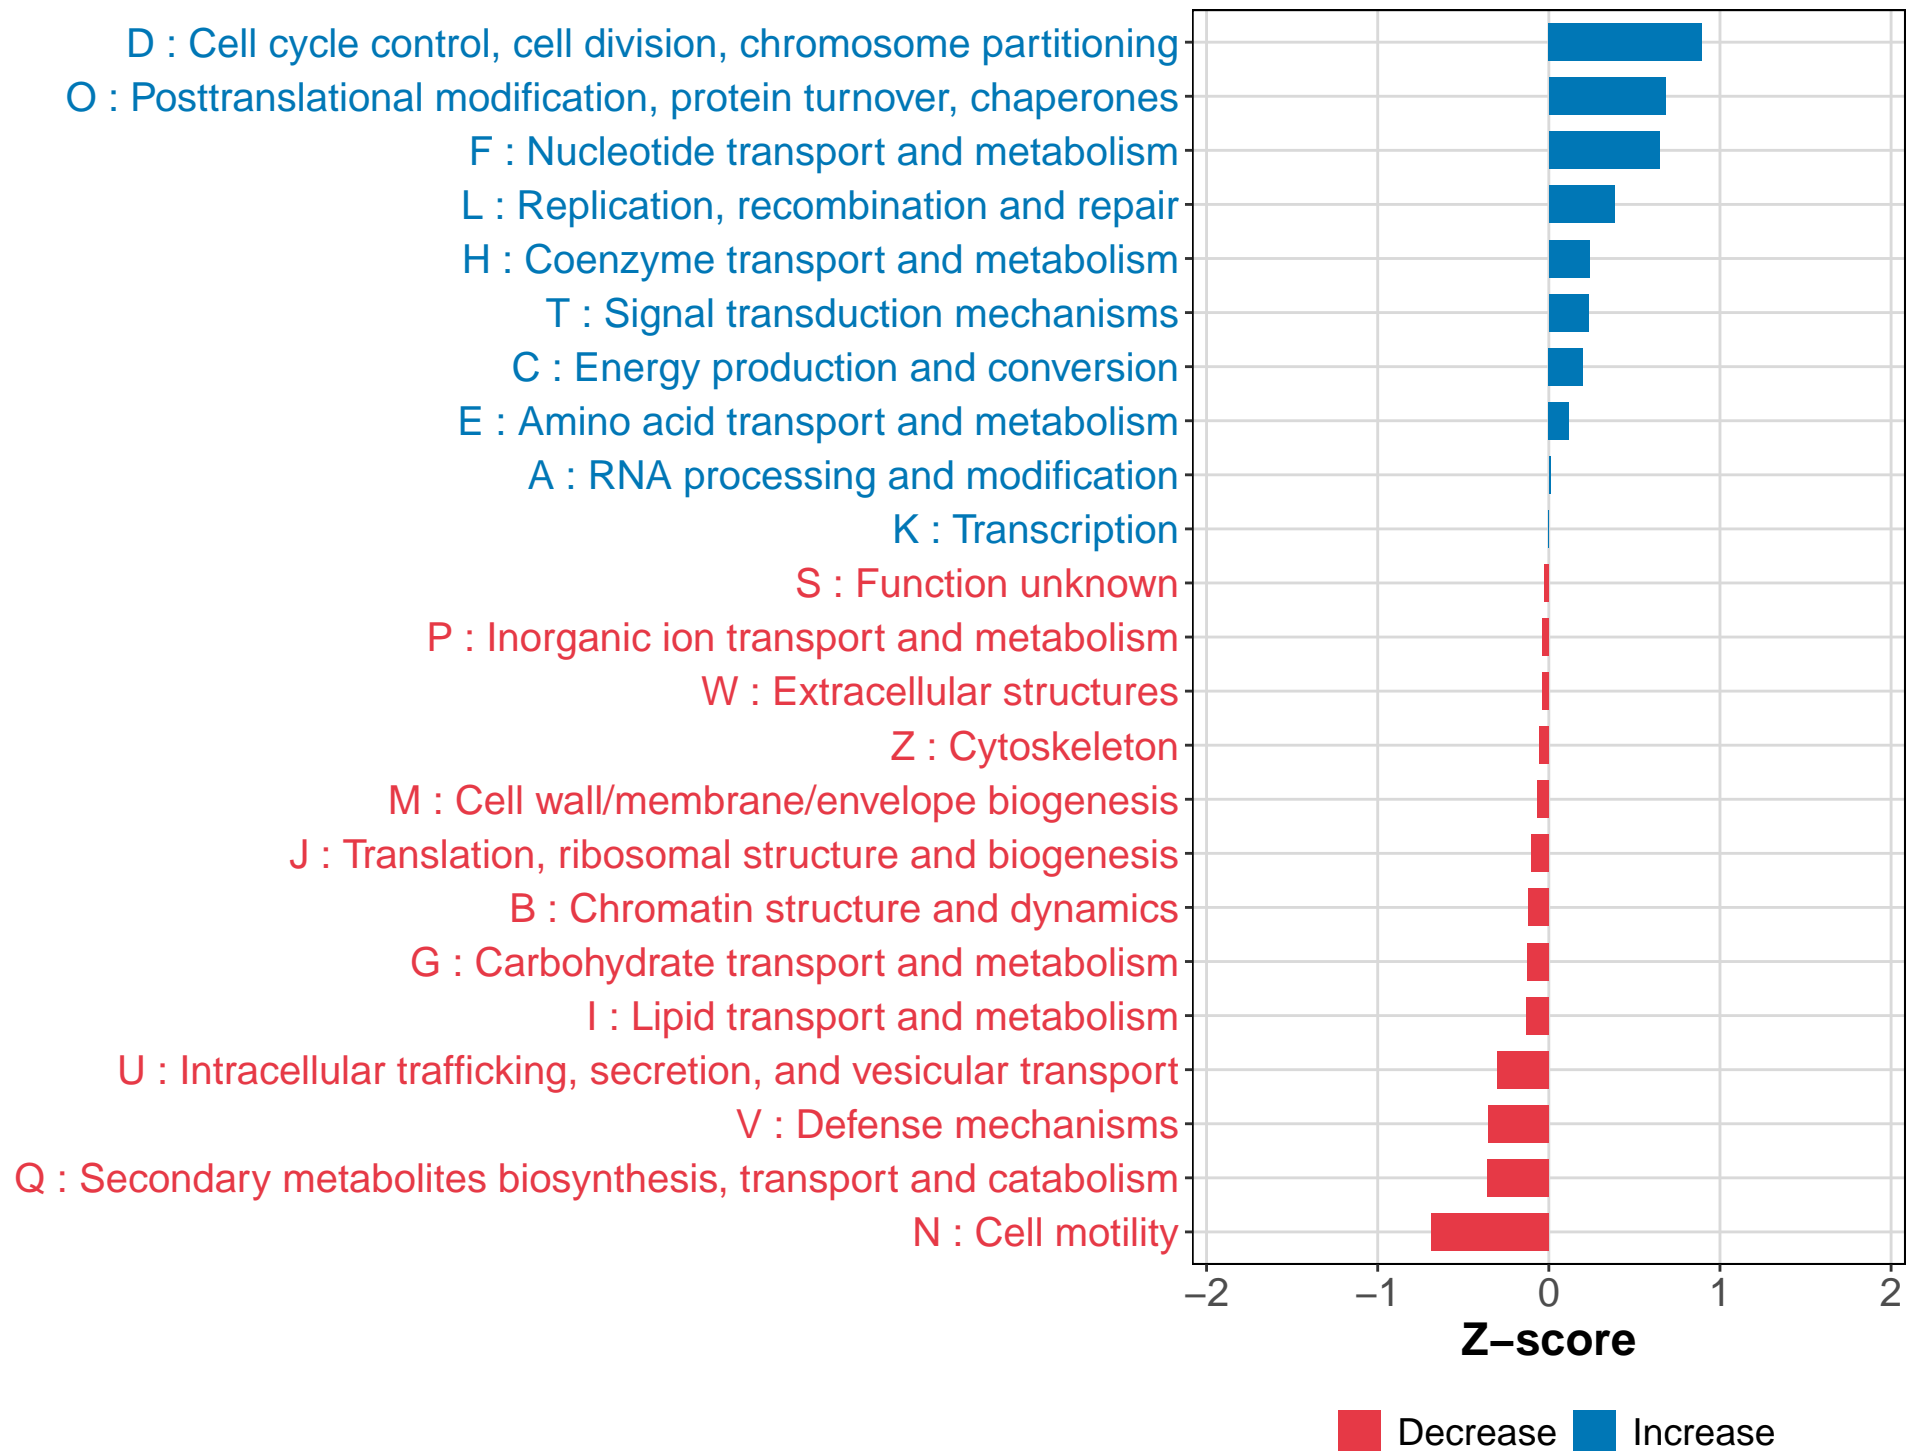 D : Cell cycle control, cell division, chromosome partitioning
O : Posttranslational modification, protein turnover, chaperones
F : Nucleotide transport and metabolism
L : Replication, recombination and repair
H : Coenzyme transport and metabolism
T : Signal transduction mechanisms
C : Energy production and conversion
E : Amino acid transport and metabolism
A : RNA processing and modification
K : Transcription
S : Function unknown
P : Inorganic ion transport and metabolism
W : Extracellular structures
Z : Cytoskeleton
M : Cell wall/membrane/envelope biogenesis
J : Translation, ribosomal structure and biogenesis
B : Chromatin structure and dynamics
G : Carbohydrate transport and metabolism
I : Lipid transport and metabolism
U : Intracellular trafficking, secretion, and vesicular transport
V : Defense mechanisms
Q : Secondary metabolites biosynthesis, transport and catabolism
N : Cell motility
−2 −1 0 1 2
Z−score
Decrease Increase